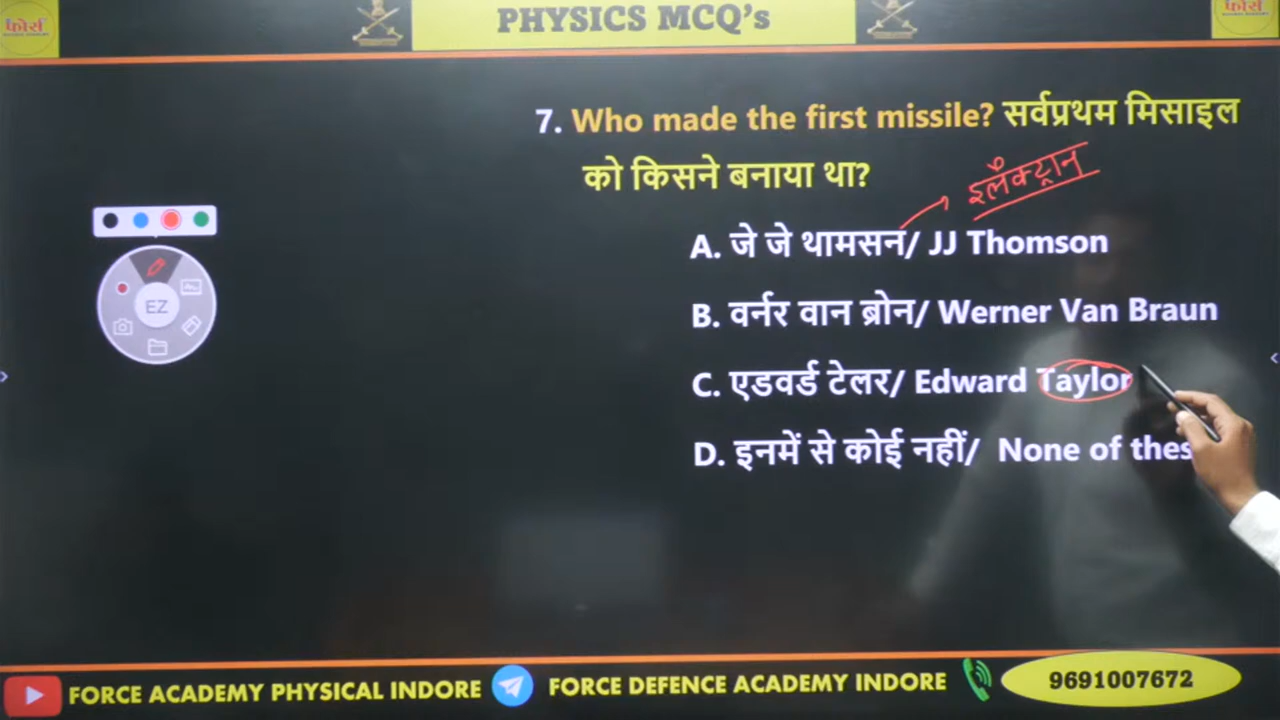 फोर्स
PHYSICS MCQ's
फोर्स
7. Who made the first missile? सर्वप्रथम मिसाइल
को किसने बनाया था?
इलैक्ट्रान
A. जे जे थामसन/ JJ Thomson
B. वर्नर वान ब्रोन/ Werner Van Braun
C. एडवर्ड टेलर/ Edward Taylor
D. इनमें से कोई नहीं/ None of thes
EZ
FORCE ACADEMY PHYSICAL INDORE
FORCE DEFENCE ACADEMY INDORE
9691007672